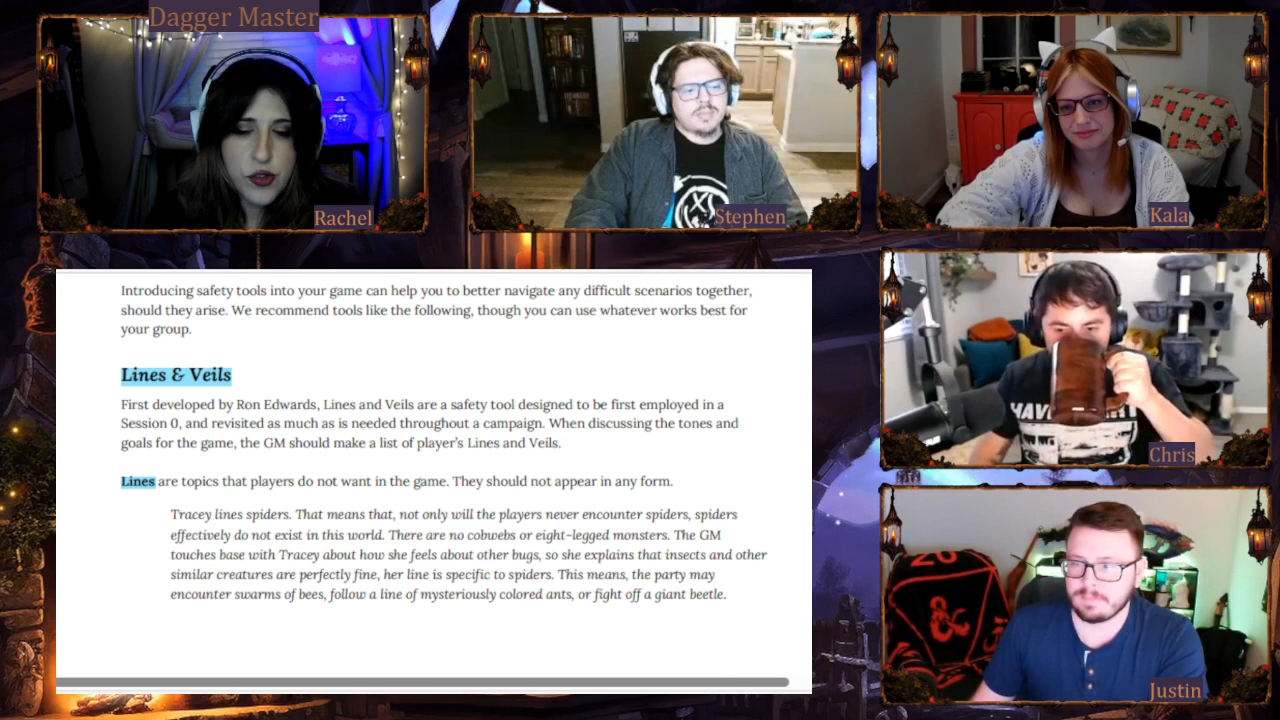 Dagger Master
Rachel
Stephen
Kala
Introducing safety tools into your game can help you to better navigate any difficult scenarios together,
should they arise. We recommend tools like the following, though you can use whatever works best for
your group.
Lines & Veils
First developed by Ron Edwards, Lines and Veils are a safety tool designed to be first employed in a
Session 0, and revisited as much as is needed throughout a campaign. When discussing the tones and
goals for the game, the GM should make a list of player's Lines and Veils.
Lines are topics that players do not want in the game. They should not appear in any form.
Tracey lines spiders. That means that, not only will the players never encounter spiders, spiders
effectively do not exist in this world. There are no cobwebs or eight-legged monsters. The GM
touches base with Tracey about how she feels about other bugs, so she explains that insects and other
similar creatures are perfectly fine, her line is specific to spiders. This means, the party may
encounter swarms of bees, follow a line of mysteriously colored ants, or fight off a giant beetle.
Chris
20
Justin